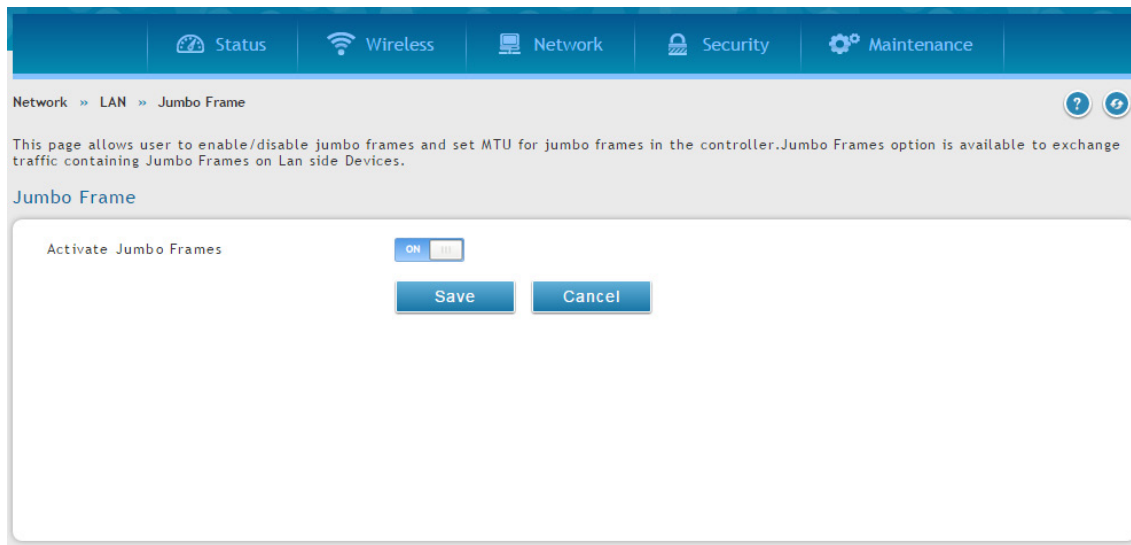 Status Wireless Network Security Maintenance
Network » LAN » Jumbo Frame ?
This page allows user to enable/disable jumbo frames and set MTU for jumbo frames in the controller.Jumbo Frames option is available to exchange
traffic containing Jumbo Frames on Lan side Devices.
Jumbo Frame
Activate Jumbo Frames ON
Save Cancel